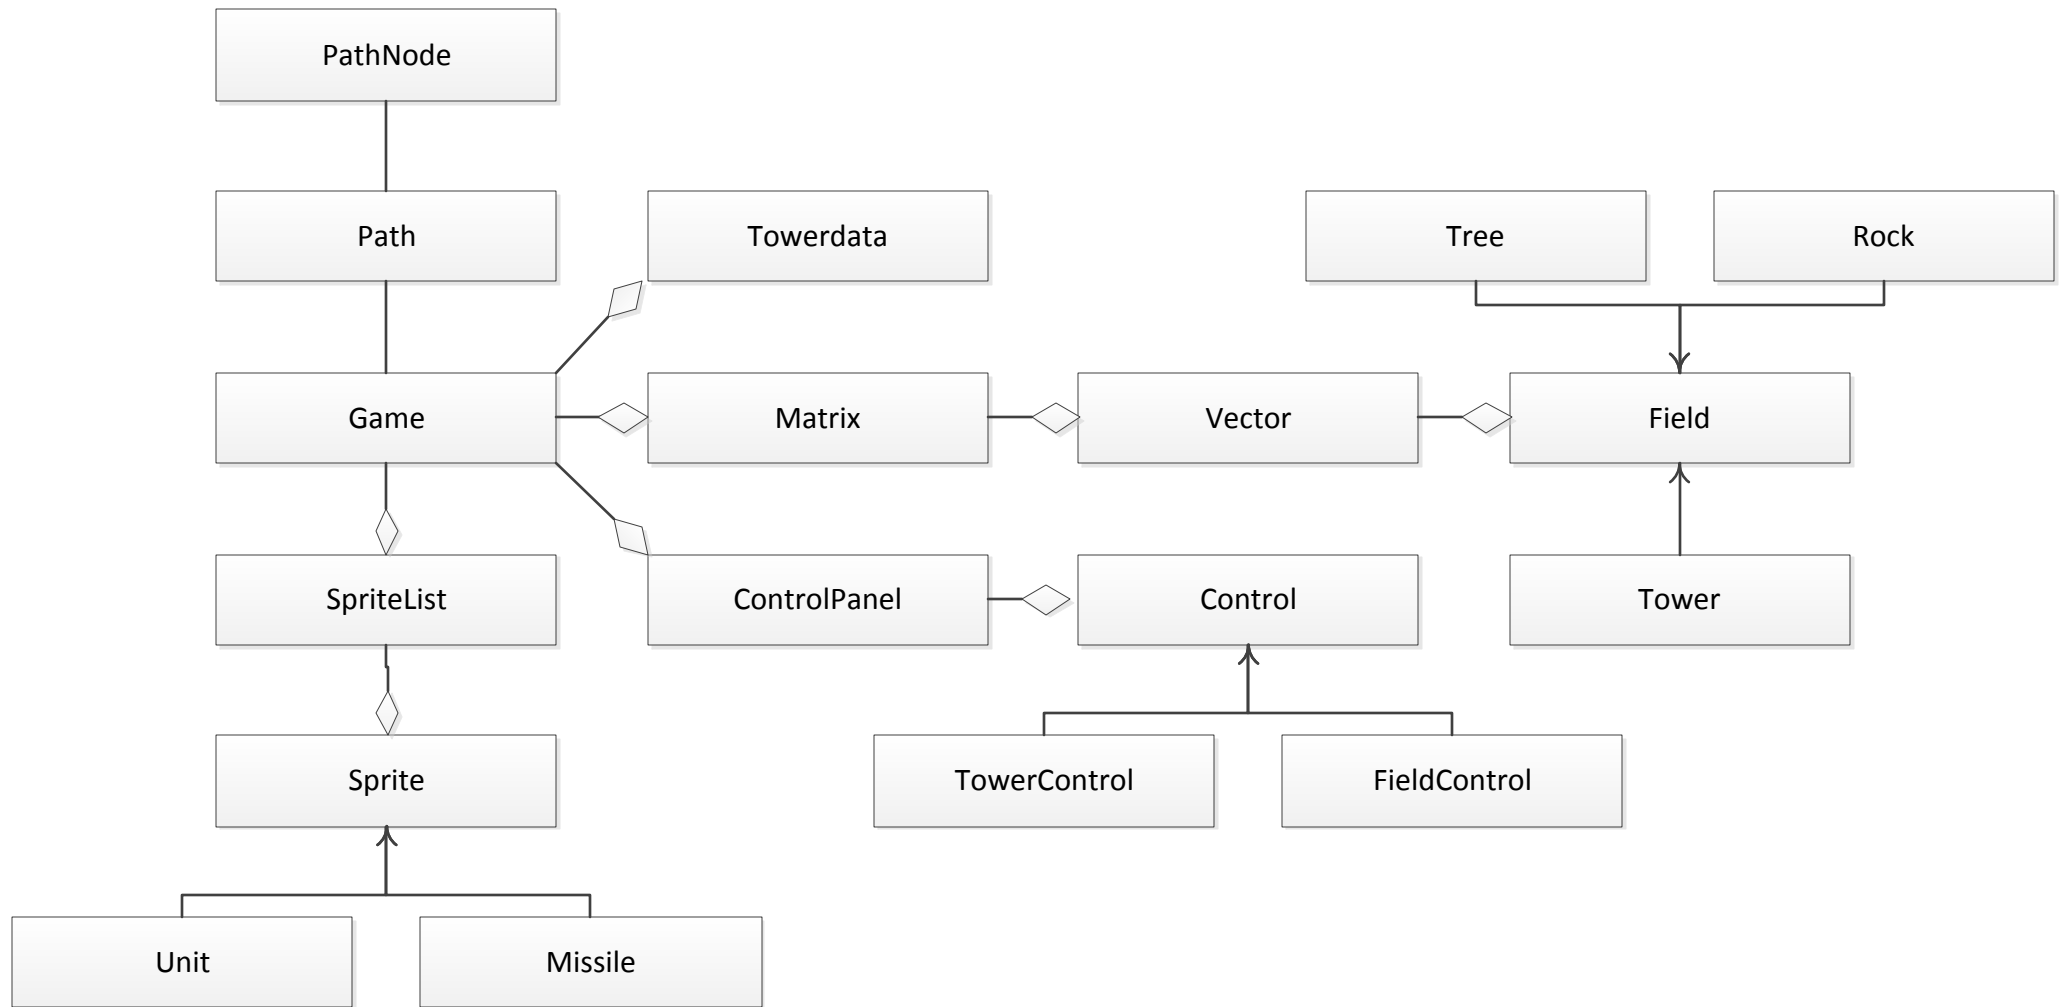 PathNode
Path
Towerdata
Tree
Rock
Game
Matrix
Vector
Field
SpriteList
ControlPanel
Control
Tower
Sprite
TowerControl
FieldControl
Unit
Missile